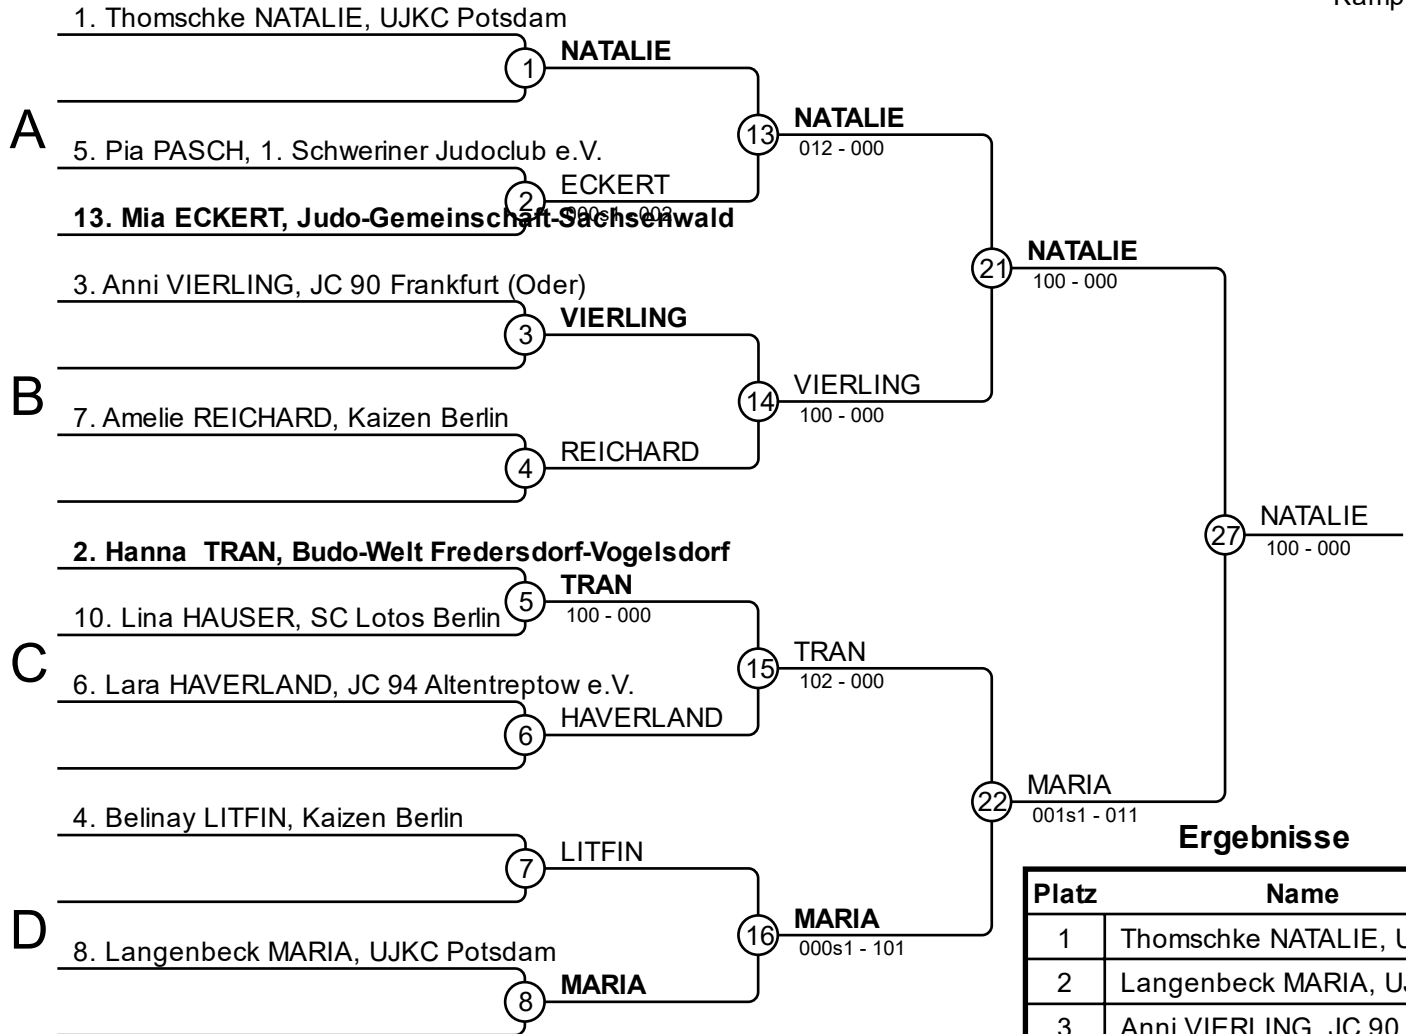 Kamp
1. Thomschke NATALIE, UJKC Potsdam
1
NATALIE
A
13
NATALIE
012 - 000
5. Pia PASCH, 1. Schweriner Judoclub e.V.
2
ECKERT
000s1 - 002
13. Mia ECKERT, Judo-Gemeinschaft-Sachsenwald
21
NATALIE
100 - 000
3. Anni VIERLING, JC 90 Frankfurt (Oder)
3
VIERLING
B
14
VIERLING
100 - 000
7. Amelie REICHARD, Kaizen Berlin
4
REICHARD
27
NATALIE
100 - 000
2. Hanna  TRAN, Budo-Welt Fredersdorf-Vogelsdorf
5
TRAN
100 - 000
10. Lina HAUSER, SC Lotos Berlin
C
15
TRAN
102 - 000
6. Lara HAVERLAND, JC 94 Altentreptow e.V.
6
HAVERLAND
22
MARIA
001s1 - 011
4. Belinay LITFIN, Kaizen Berlin
7
LITFIN
D
16
MARIA
000s1 - 101
8. Langenbeck MARIA, UJKC Potsdam
8
MARIA
Ergebnisse
Platz Name
1 Thomschke NATALIE, U
2 Langenbeck MARIA, UJ
3 Anni VIERLING, JC 90